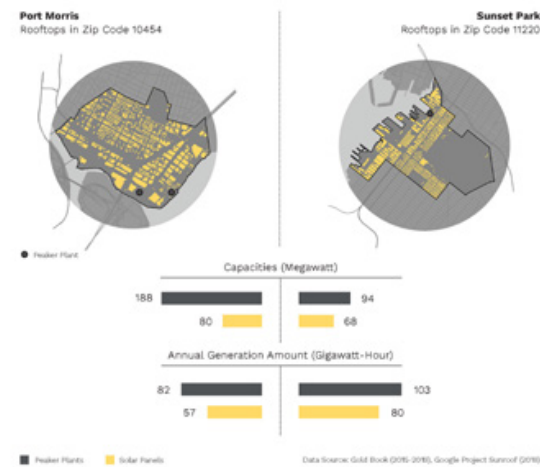 Port Morris
Rooftops in Zip Code 10454
Sunset Park
Rooftops in Zip Code 11220
Peaker Plant
Capacities (Megawatt)
188 94
80 68
Annual Generation Amount (Gigawatt-Hour)
82 103
57 80
Peaker Plants Solar Panels
Data Source: Gold Book (2015-2019), Google Project Sunroof (2019)